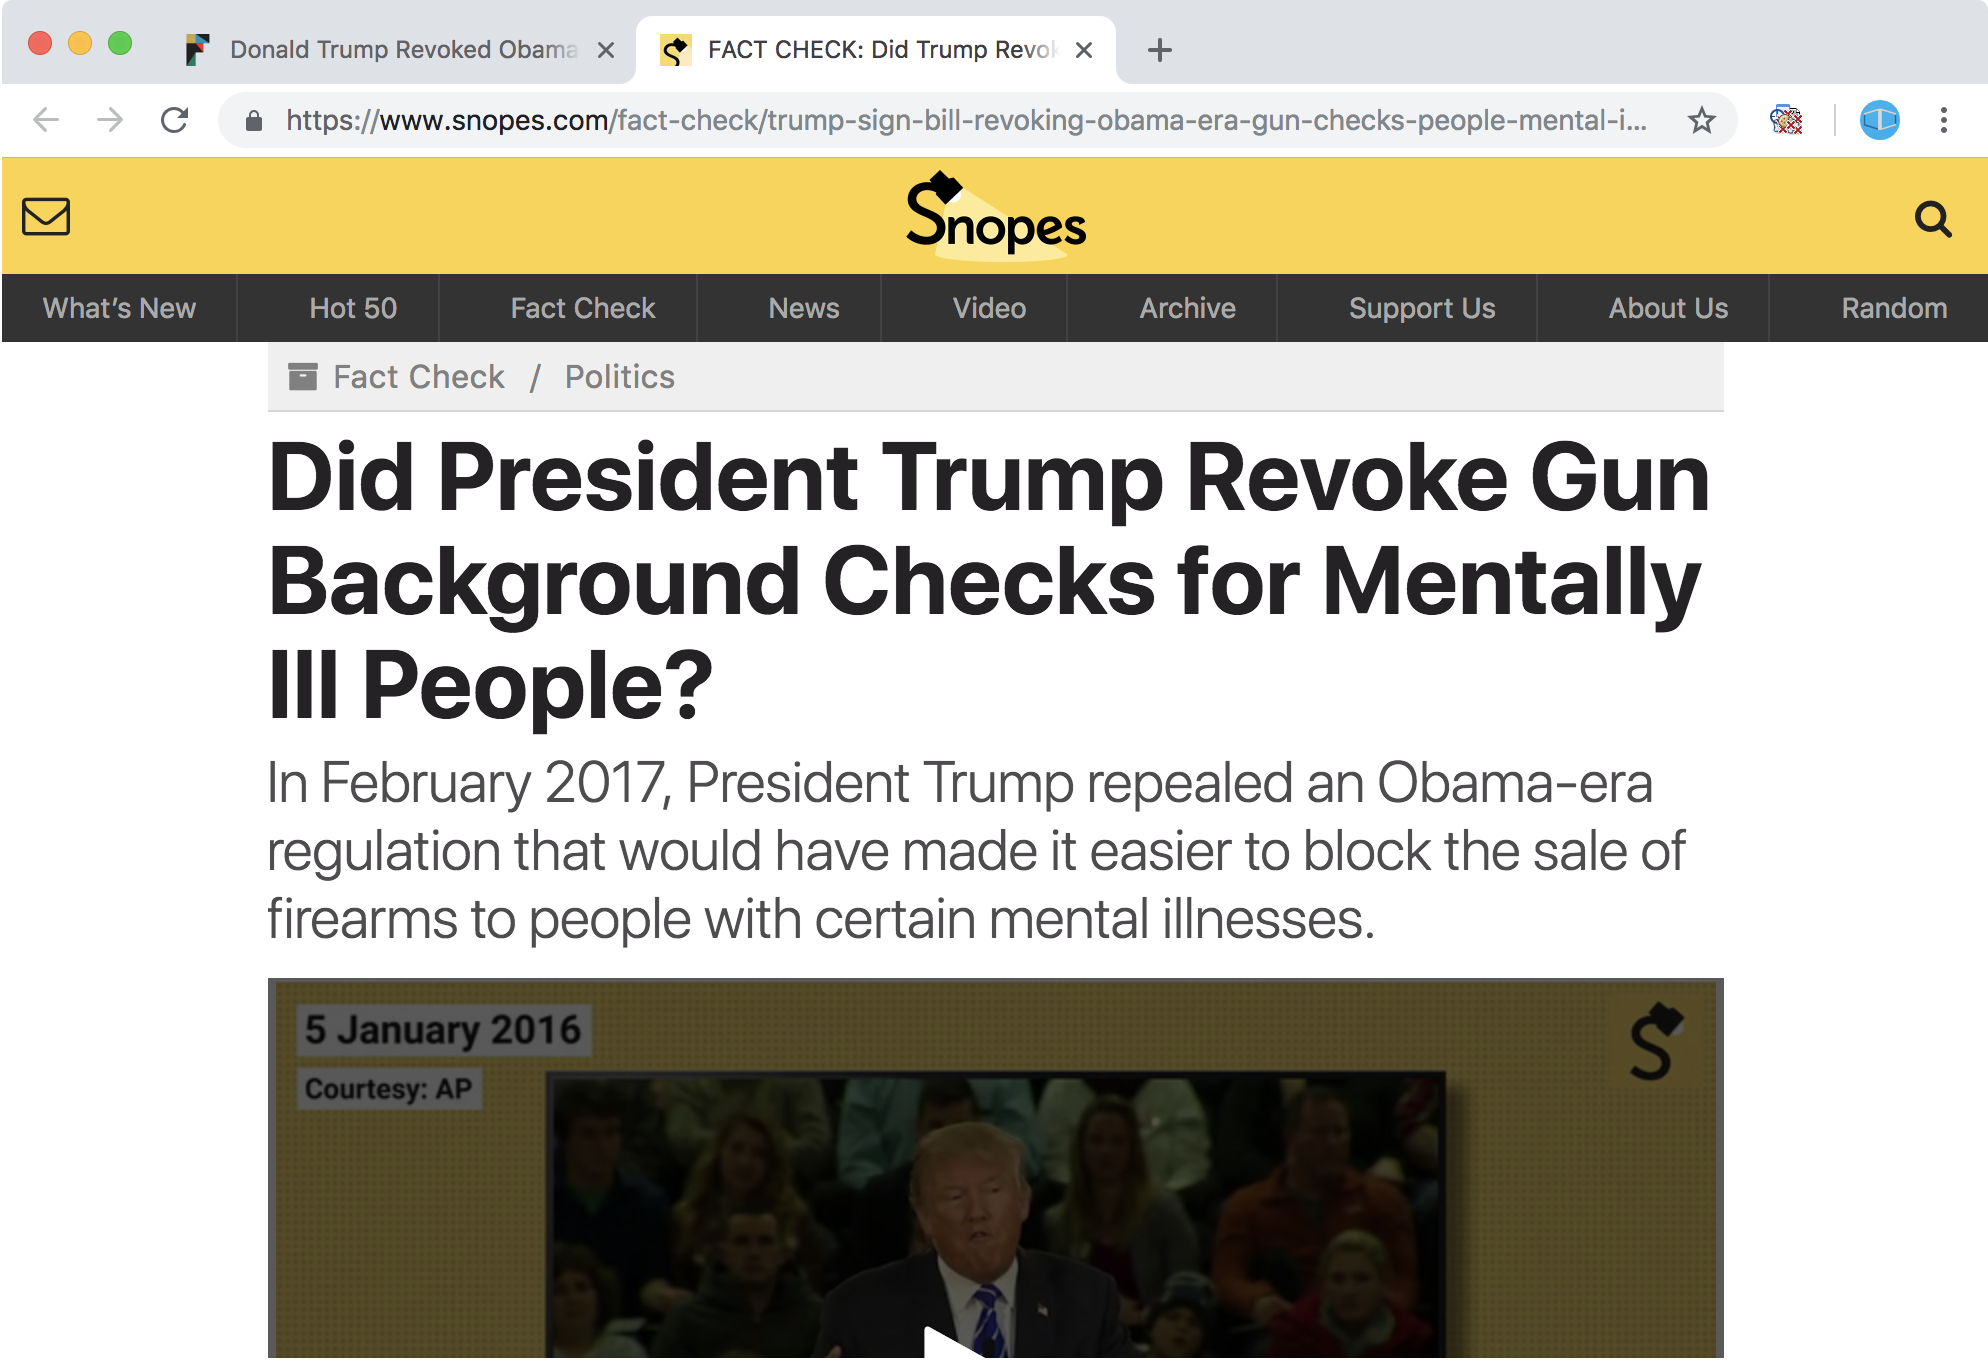 Donald Trump Revoked Obama
FACT CHECK: Did Trump Revok
https://www.snopes.com/fact-check/trump-sign-bill-revoking-obama-era-gun-checks-people-mental-i...
Snopes
What's New Hot 50 Fact Check News Video Archive Support Us About Us Random
Fact Check / Politics
Did President Trump Revoke Gun
Background Checks for Mentally
Ill People?
In February 2017, President Trump repealed an Obama-era
regulation that would have made it easier to block the sale of
firearms to people with certain mental illnesses.
5 January 2016
Courtesy: AP